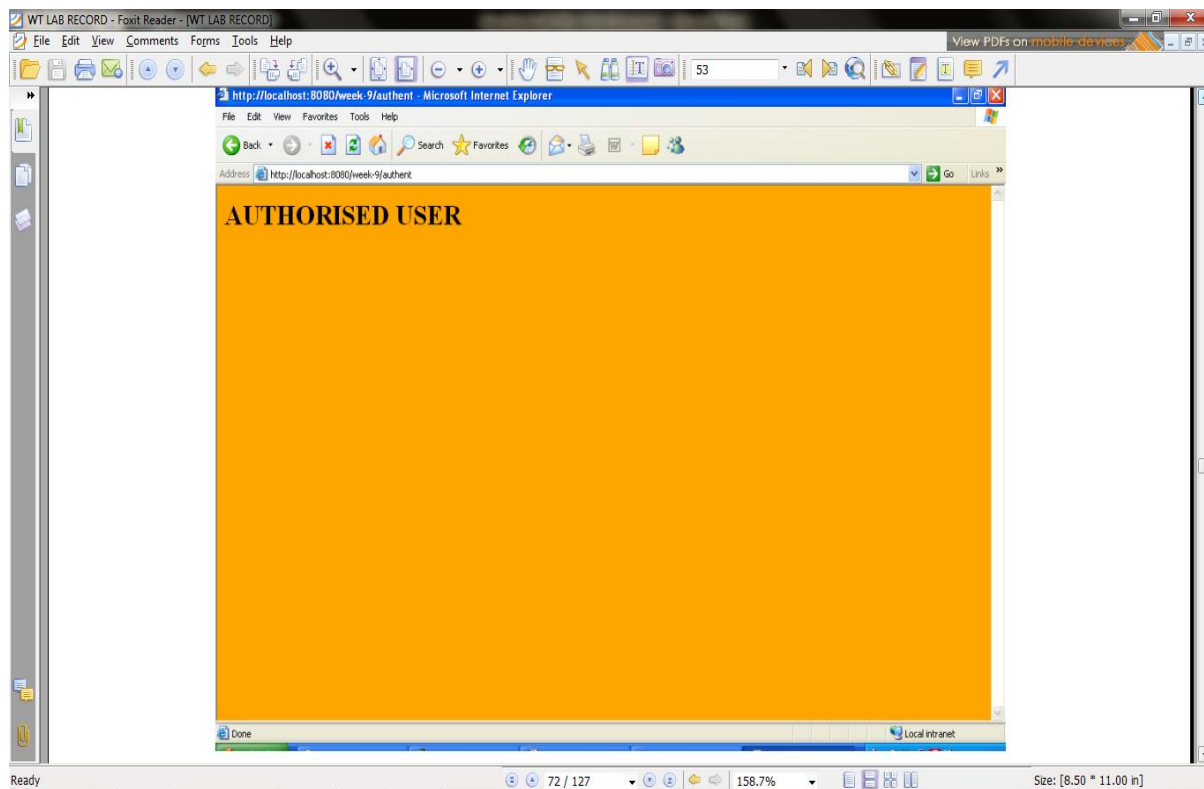 WT LAB RECORD - Foxit Reader - [WT LAB RECORD]
File Edit View Comments Forms Tools Help
View PDFs on mobile devices
53
http://localhost:8080/week-9/authent - Microsoft Internet Explorer
File Edit View Favorites Tools Help
Back Search Favorites
Address http://localhost:8080/week-9/authent Go Links
AUTHORISED USER
Done Local intranet
Ready 72 / 127 158.7% Size: [8.50 * 11.00 in]